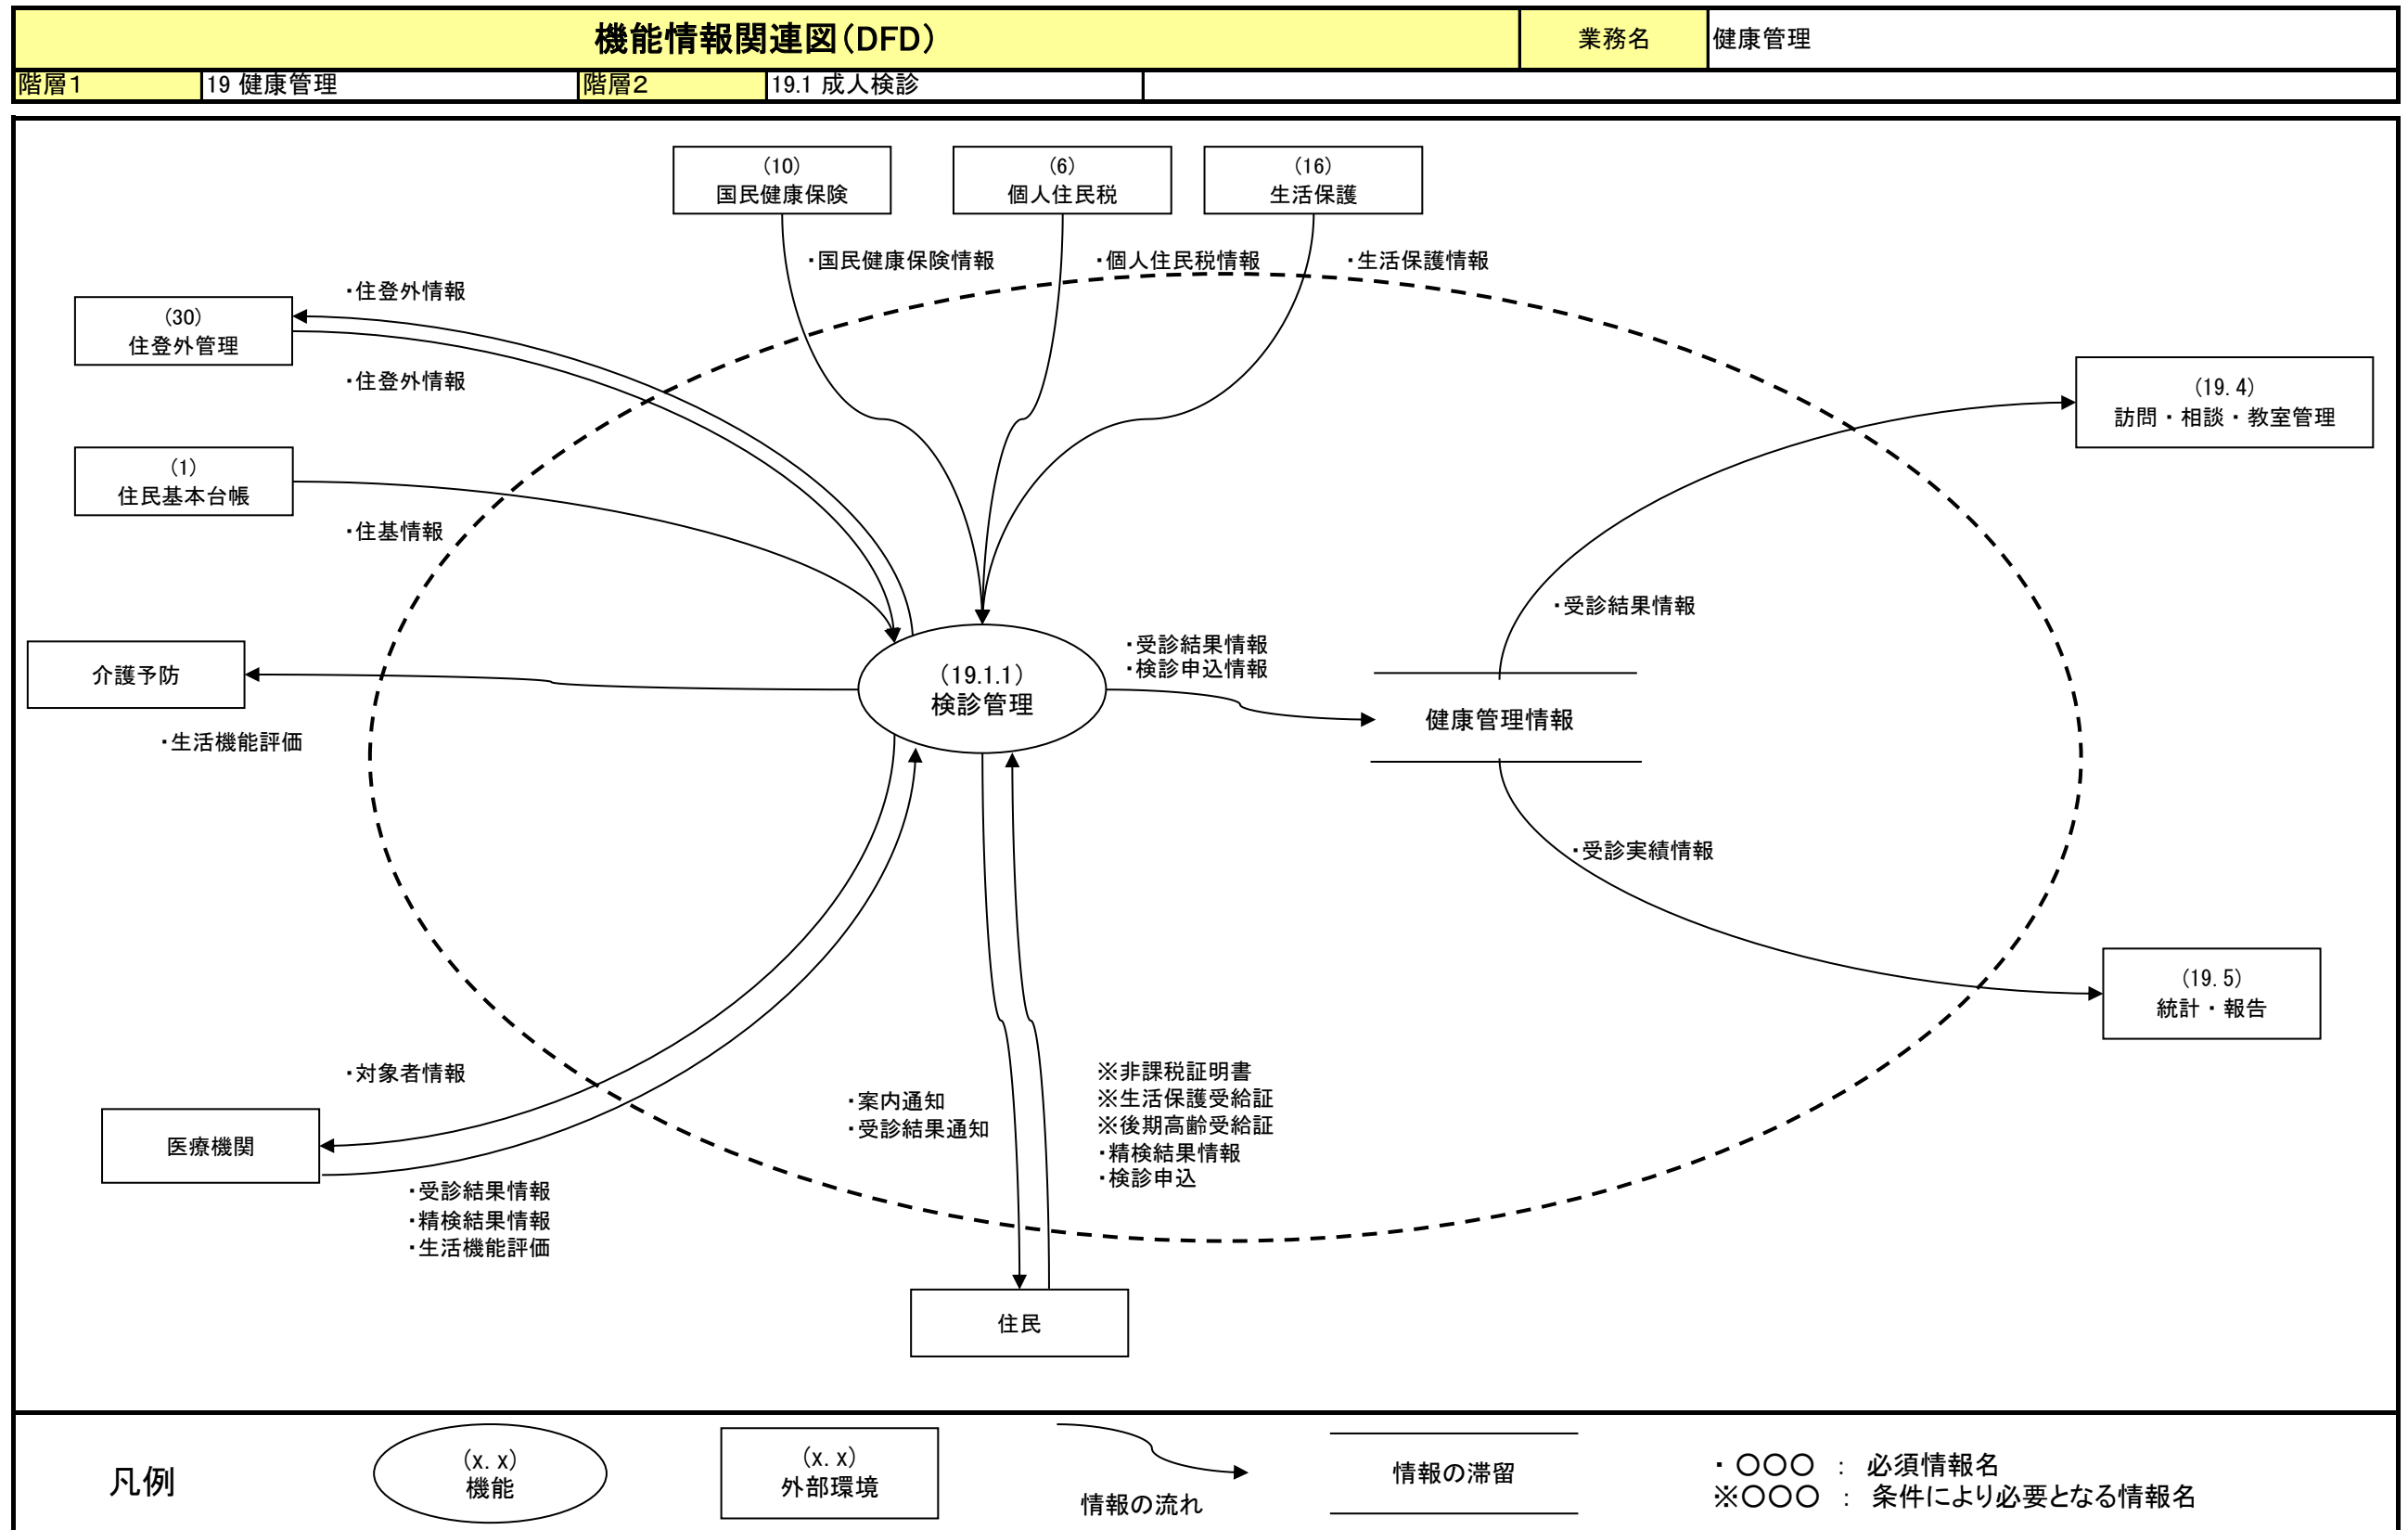 機能情報関連図(DFD)
業務名
健康管理
階層1
19 健康管理
階層2
19.1 成人検診
(10)
国民健康保険
(6)
個人住民税
(16)
生活保護
・国民健康保険情報
・個人住民税情報
・生活保護情報
・住登外情報
(30)
住登外管理
・住登外情報
(19.4)
訪問・相談・教室管理
(1)
住民基本台帳
・住基情報
・受診結果情報
・受診結果情報
・検診申込情報
介護予防
(19.1.1)
検診管理
健康管理情報
・生活機能評価
・受診実績情報
(19.5)
統計・報告
・対象者情報
・案内通知
・受診結果通知
※非課税証明書
※生活保護受給証
※後期高齢受給証
・精検結果情報
・検診申込
医療機関
・受診結果情報
・精検結果情報
・生活機能評価
住民
凡例
(x.x)
機能
(x.x)
外部環境
情報の流れ
情報の滞留
・ 〇〇〇 : 必須情報名
※〇〇〇 : 条件により必要となる情報名